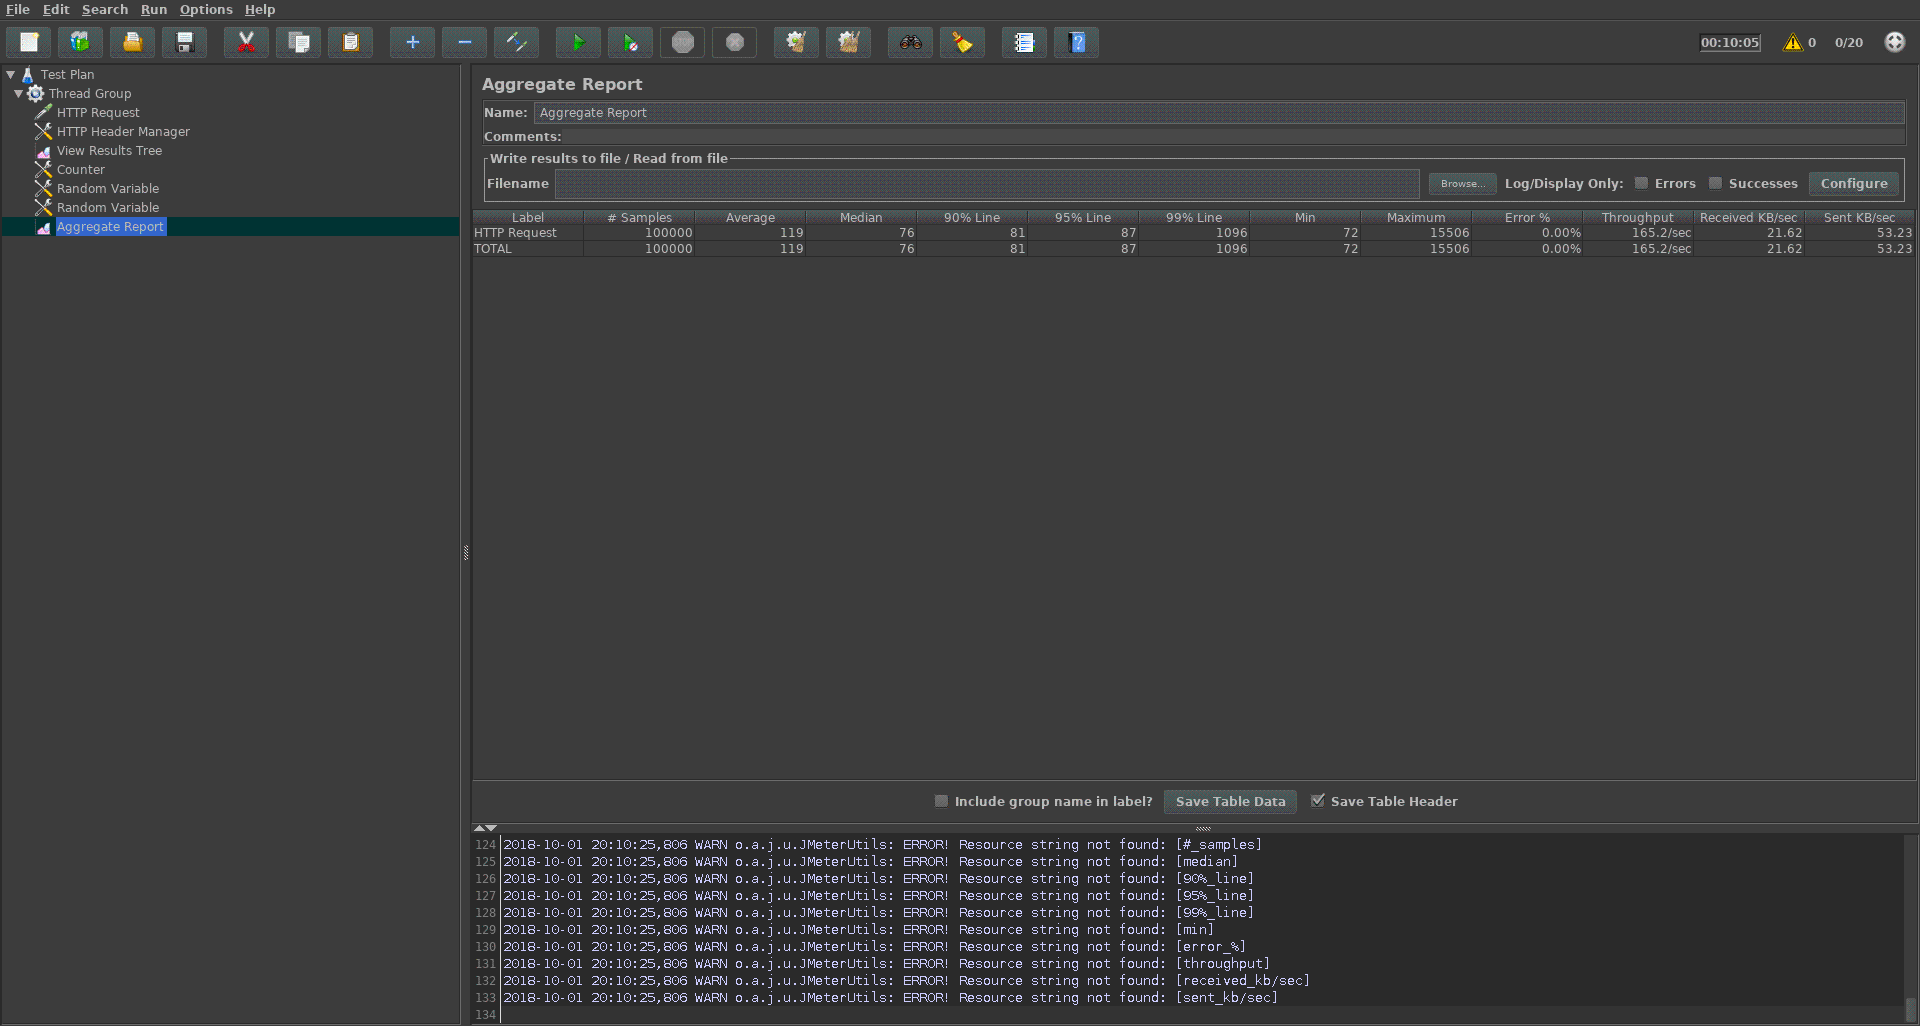 File Edit Search Run Options Help
00:10:05 0 0/20
Test Plan
Thread Group
HTTP Request
HTTP Header Manager
View Results Tree
Counter
Random Variable
Random Variable
Aggregate Report
Aggregate Report
Name: Aggregate Report
Comments:
Write results to file / Read from file
Filename Browse... Log/Display Only: Errors Successes Configure
Label # Samples Average Median 90% Line 95% Line 99% Line Min Maximum Error % Throughput Received KB/sec Sent KB/sec
HTTP Request 100000 119 76 81 87 1096 72 15506 0.00% 165.2/sec 21.62 53.23
TOTAL 100000 119 76 81 87 1096 72 15506 0.00% 165.2/sec 21.62 53.23
Include group name in label? Save Table Data Save Table Header
124 2018-10-01 20:10:25,806 WARN o.a.j.u.JMeterUtils: ERROR! Resource string not found: [#_samples]
125 2018-10-01 20:10:25,806 WARN o.a.j.u.JMeterUtils: ERROR! Resource string not found: [median]
126 2018-10-01 20:10:25,806 WARN o.a.j.u.JMeterUtils: ERROR! Resource string not found: [90%_line]
127 2018-10-01 20:10:25,806 WARN o.a.j.u.JMeterUtils: ERROR! Resource string not found: [95%_line]
128 2018-10-01 20:10:25,806 WARN o.a.j.u.JMeterUtils: ERROR! Resource string not found: [99%_line]
129 2018-10-01 20:10:25,806 WARN o.a.j.u.JMeterUtils: ERROR! Resource string not found: [min]
130 2018-10-01 20:10:25,806 WARN o.a.j.u.JMeterUtils: ERROR! Resource string not found: [error_%]
131 2018-10-01 20:10:25,806 WARN o.a.j.u.JMeterUtils: ERROR! Resource string not found: [throughput]
132 2018-10-01 20:10:25,806 WARN o.a.j.u.JMeterUtils: ERROR! Resource string not found: [received_kb/sec]
133 2018-10-01 20:10:25,806 WARN o.a.j.u.JMeterUtils: ERROR! Resource string not found: [sent_kb/sec]
134